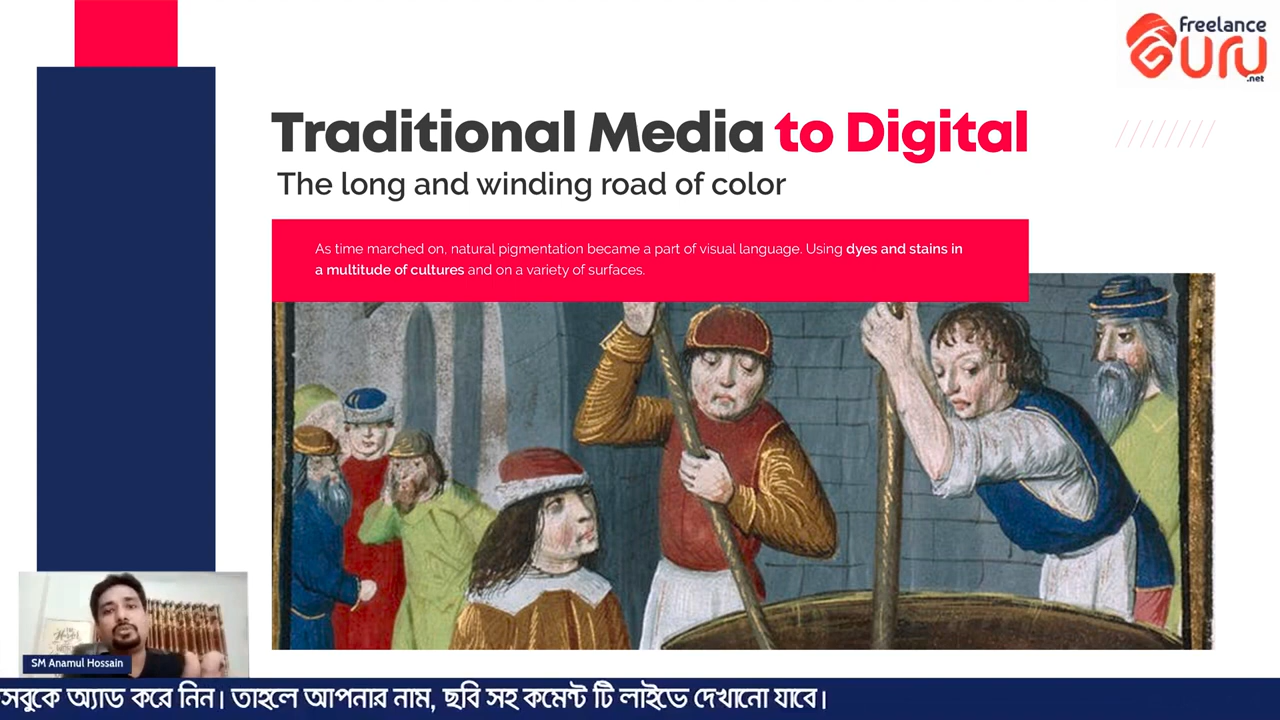 freelance
GURU
.net
Traditional Media to Digital
The long and winding road of color
As time marched on, natural pigmentation became a part of visual language. Using dyes and stains in
a multitude of cultures and on a variety of surfaces.
SM Anamul Hossain
সবুকে অ্যাড করে নিন। তাহলে আপনার নাম, ছবি সহ কমেন্ট টি লাইভে দেখানো যাবে।